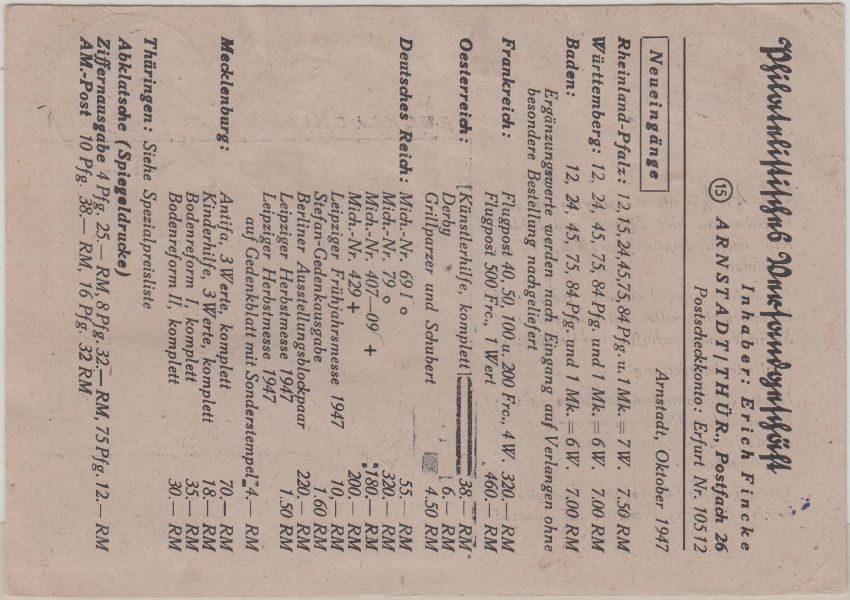 Philatelistisches Versandgeschäft
Inhaber: Erich Fincke
(15) ARNSTADT/THÜR., Postfach 26
Postscheckkonto: Erfurt Nr. 10512
Arnstadt, Oktober 1947
Neueingänge
Rheinland-Pfalz: 12, 15, 24, 45, 75, 84 Pfg. u. 1 Mk. = 7 W. 7.50 RM
Württemberg: 12, 24, 45, 75, 84 Pfg. und 1 Mk. = 6 W. 7.00 RM
Baden: 12, 24, 45, 75, 84 Pfg. und 1 Mk. = 6 W. 7.00 RM
Ergänzungswerte werden nach Eingang auf Verlangen ohne
besondere Bestellung nachgeliefert
Frankreich: Flugpost 40, 50, 100 u. 200 Frc., 4 W. 320.— RM
Flugpost 500 Frc., 1 Wert 460.— RM
Oesterreich: Künstlerhilfe, komplett 38.— RM
Derby 6.— RM
Grillparzer und Schubert 4.50 RM
Deutsches Reich: Mich.-Nr. 69 I o 55.— RM
Mich.-Nr. 79 o 320.— RM
Mich.-Nr. 407—09 + 180.— RM
Mich.-Nr. 429 + 200.— RM
Leipziger Frühjahrsmesse 1947 10.— RM
Stefan-Gedenkausgabe 1.60 RM
Berliner Ausstellungsblockpaar 220.— RM
Leipziger Herbstmesse 1947 1.50 RM
Leipziger Herbstmesse 1947
auf Gedenkblatt mit Sonderstempel 4.— RM
Mecklenburg: Antifa, 3 Werte, komplett 70.— RM
Kinderhilfe, 3 Werte, komplett 18.— RM
Bodenreform I, komplett 35.— RM
Bodenreform II, komplett 30.— RM
Thüringen: Siehe Spezialpreisliste
Abklatsche (Spiegeldrucke)
Ziffernausgabe 4 Pfg. 25.— RM, 8 Pfg. 32.— RM, 75 Pfg. 12.— RM
AM.-Post 10 Pfg. 38.— RM, 16 Pfg. 32 RM